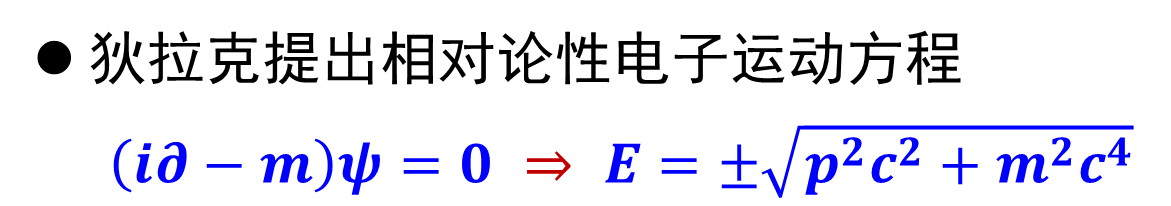 ● 狄拉克提出相对论性电子运动方程
(i∂ − m)ψ = 0 ⇒ E = ±√(p²c² + m²c⁴)